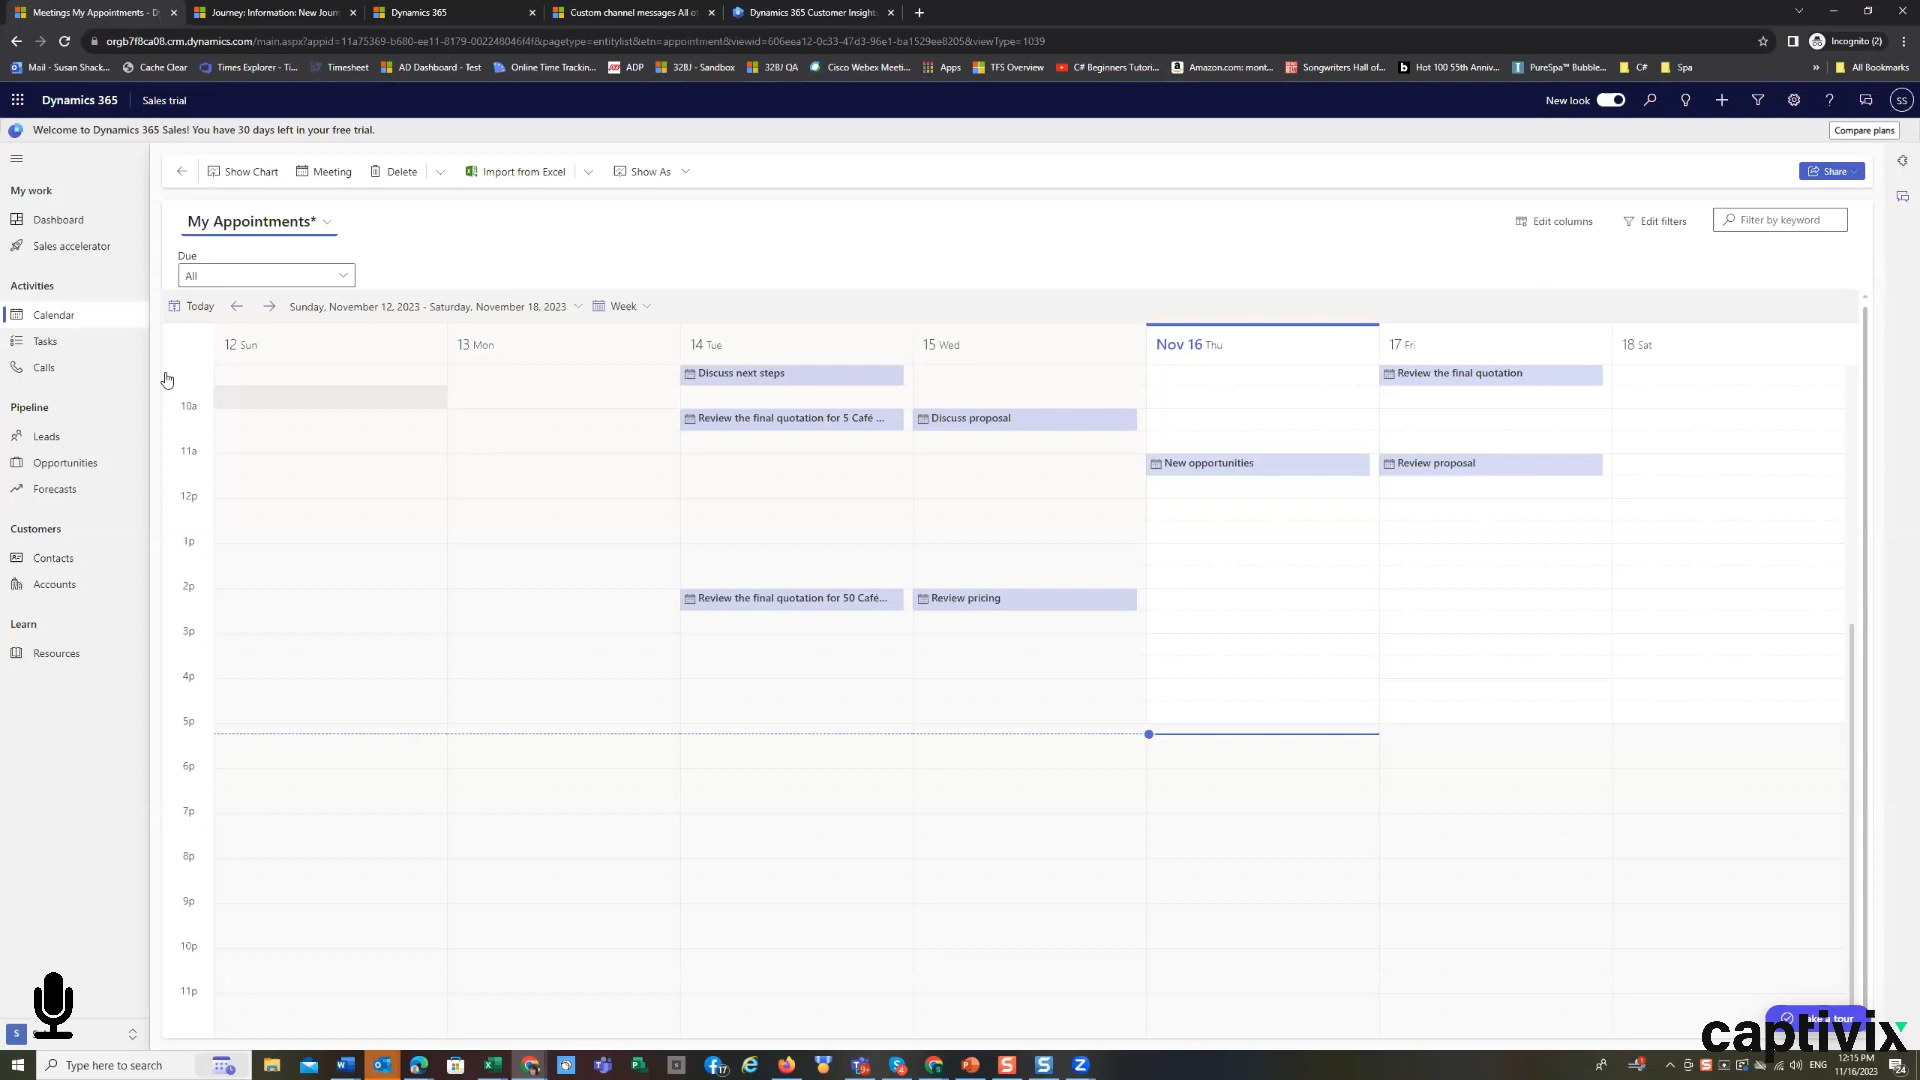 Meetings My Appointments - D
Journey: Information: New Journ
Dynamics 365
Custom channel messages All o
Dynamics 365 Customer Insight
orgb7f8ca08.crm.dynamics.com/main.aspx?appid=11a75369-b680-ee11-8179-002248046f4f&pagetype=entitylist&etn=appointment&viewid=606eea12-0c33-47d3-96e1-ba1529ee8205&viewType=1039
Incognito (2)
Mail - Susan Shack...
Cache Clear
Times Explorer - Ti...
Timesheet
AD Dashboard - Test
Online Time Trackin...
ADP
32BJ - Sandbox
32BJ QA
Cisco Webex Meeti...
Apps
TFS Overview
C# Beginners Tutori...
Amazon.com: mont...
Songwriters Hall of...
Hot 100 55th Anniv...
PureSpa™ Bubble...
C#
Spa
»
All Bookmarks
Dynamics 365
Sales trial
New look
SS
Welcome to Dynamics 365 Sales! You have 30 days left in your free trial.
Compare plans
My work
Dashboard
Sales accelerator
Activities
Calendar
Tasks
Calls
Pipeline
Leads
Opportunities
Forecasts
Customers
Contacts
Accounts
Learn
Resources
S
Show Chart
Meeting
Delete
Import from Excel
Show As
Share
My Appointments*
Edit columns
Edit filters
Filter by keyword
Due
All
Today
Sunday, November 12, 2023 - Saturday, November 18, 2023
Week
12 Sun
13 Mon
14 Tue
15 Wed
Nov 16 Thu
17 Fri
18 Sat
Discuss next steps
Review the final quotation
10a
Review the final quotation for 5 Café ...
Discuss proposal
11a
New opportunities
Review proposal
12p
1p
2p
Review the final quotation for 50 Café...
Review pricing
3p
4p
5p
6p
7p
8p
9p
10p
11p
ake a tour
captivix
Type here to search
17
9+
4
ENG
12:15 PM
11/16/2023
24